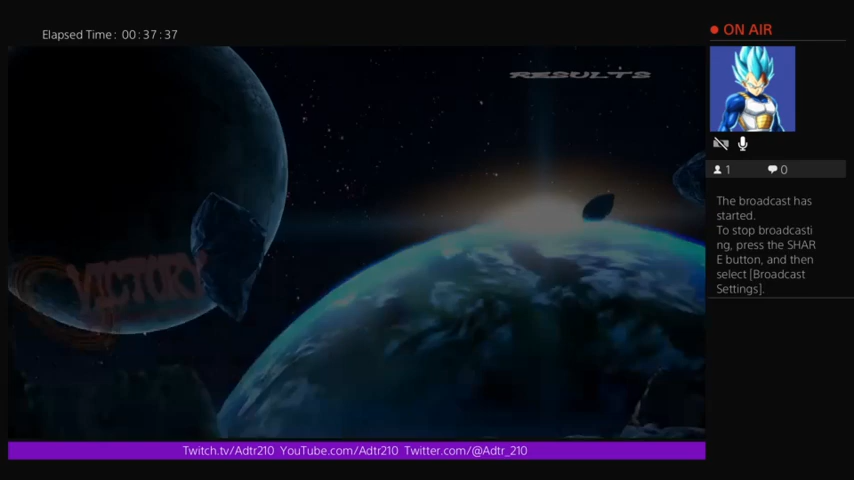 Elapsed Time: 00:37:37
ON AIR
RESULTS
1 0
The broadcast has
started.
To stop broadcasti
ng, press the SHAR
E button, and then
select [Broadcast
Settings].
VICTORY
Twitch.tv/Adtr210 YouTube.com/Adtr210 Twitter.com/@Adtr_210